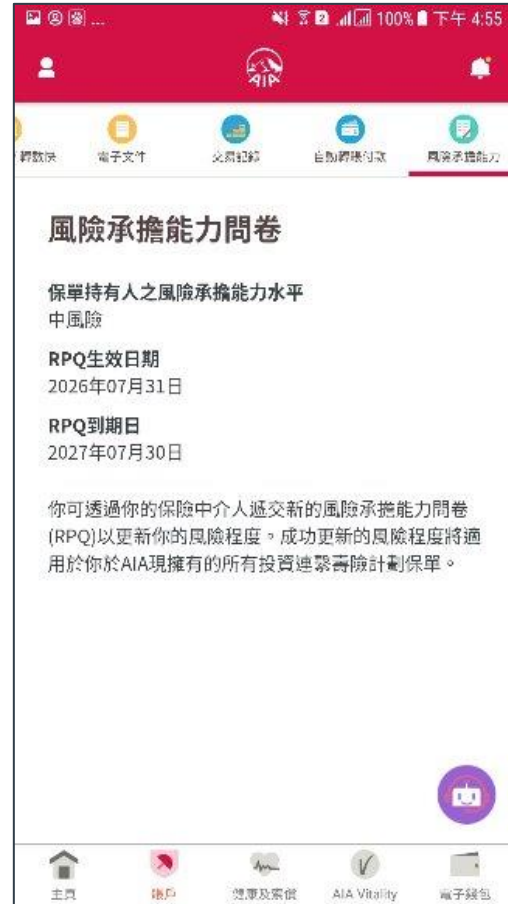 100% 下午 4:55
AIA
轉數快 電子文件 交易記錄 自動轉賬付款 風險承擔能力
風險承擔能力問卷
保單持有人之風險承擔能力水平
中風險
RPQ生效日期
2026年07月31日
RPQ到期日
2027年07月30日
你可透過你的保險中介人遞交新的風險承擔能力問卷
(RPQ)以更新你的風險程度。成功更新的風險程度將適
用於你於AIA現擁有的所有投資連繫壽險計劃保單。
主頁 賬戶 健康及索償 AIA Vitality 電子錢包